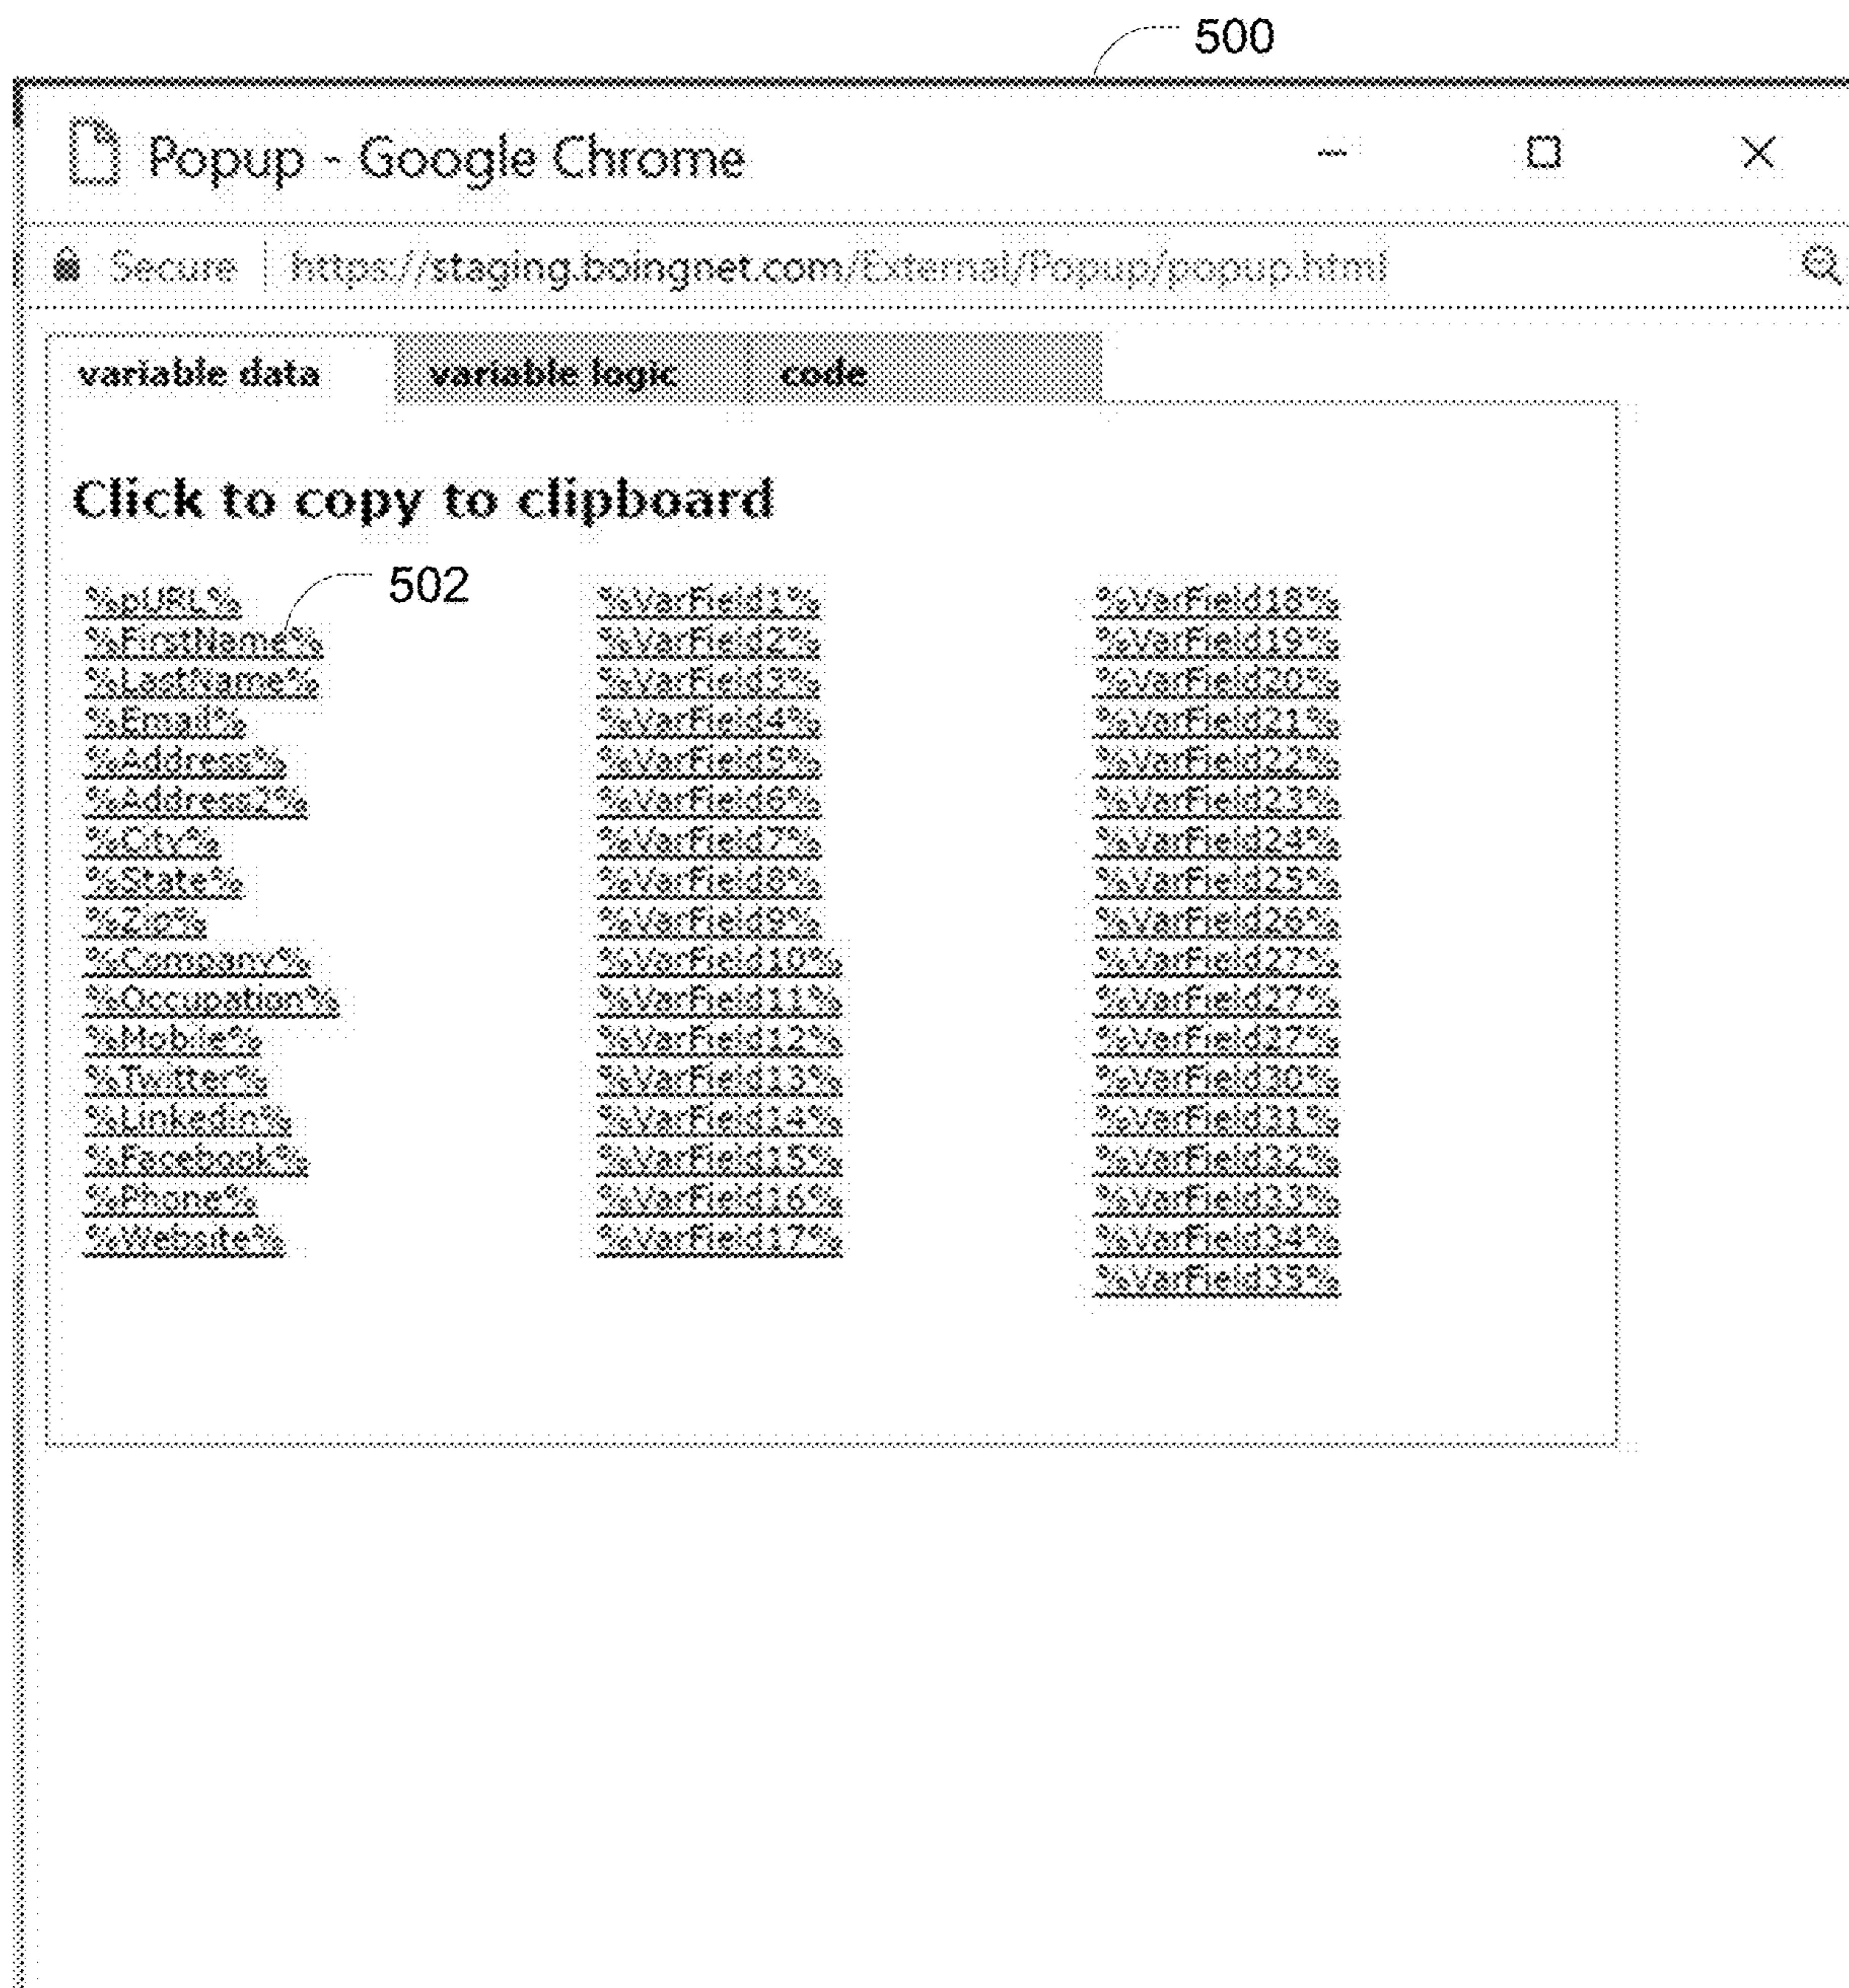 500
Popup - Google Chrome
Secure | https://staging.boingnet.com/External/Popup/popup.html
variable data variable logic code
Click to copy to clipboard
502
%pURL% %VarField1% %VarField18%
%FirstName% %VarField2% %VarField19%
%LastName% %VarField3% %VarField20%
%Email% %VarField4% %VarField21%
%Address% %VarField5% %VarField22%
%Address2% %VarField6% %VarField23%
%City% %VarField7% %VarField24%
%State% %VarField8% %VarField25%
%Zip% %VarField9% %VarField26%
%Company% %VarField10% %VarField27%
%Occupation% %VarField11% %VarField27%
%Mobile% %VarField12% %VarField27%
%Twitter% %VarField13% %VarField30%
%Linkedin% %VarField14% %VarField31%
%Facebook% %VarField15% %VarField32%
%Phone% %VarField16% %VarField33%
%Website% %VarField17% %VarField34%